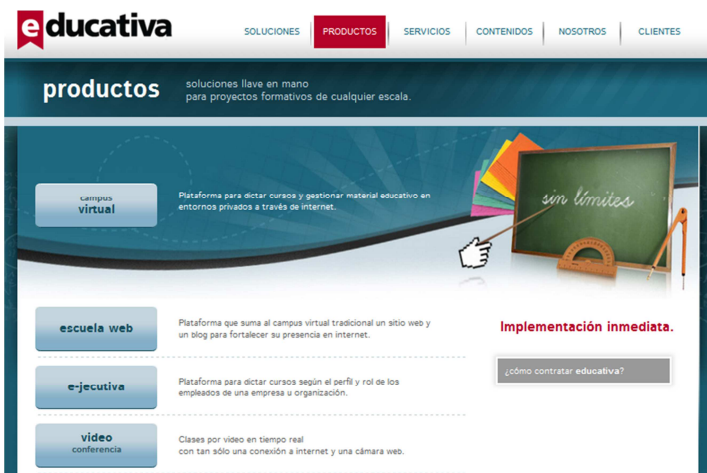 educativa
SOLUCIONES PRODUCTOS SERVICIOS CONTENIDOS NOSOTROS CLIENTES
productos
soluciones llave en mano
para proyectos formativos de cualquier escala.
campus
virtual
Plataforma para dictar cursos y gestionar material educativo en
entornos privados a través de internet.
sin límites
escuela web
Plataforma que suma al campus virtual tradicional un sitio web y
un blog para fortalecer su presencia en internet.
Implementación inmediata.
¿cómo contratar educativa?
e-jecutiva
Plataforma para dictar cursos según el perfil y rol de los
empleados de una empresa u organización.
video
conferencia
Clases por video en tiempo real
con tan sólo una conexión a internet y una cámara web.